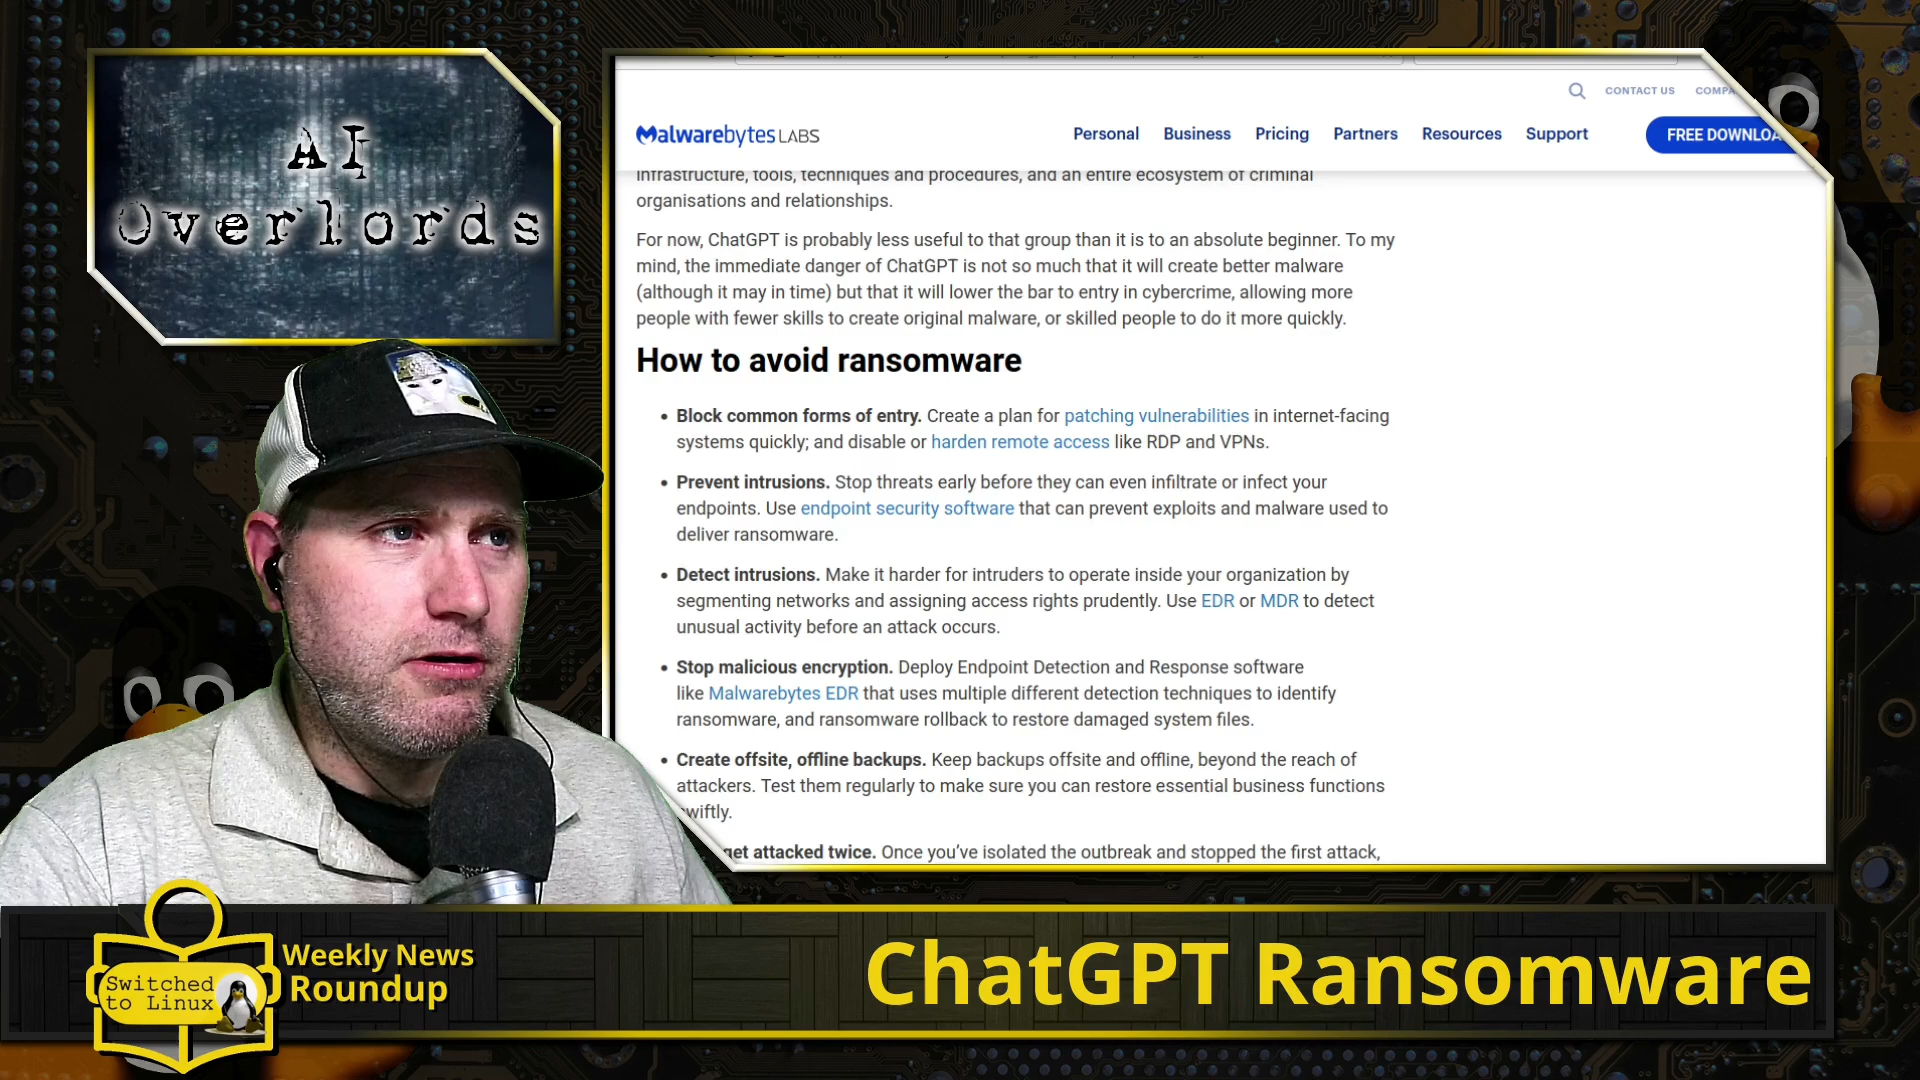 AI
Overlords
CONTACT US
Malwarebytes LABS
Personal Business Pricing Partners Resources Support
FREE
infrastructure, tools, techniques and procedures, and an entire ecosystem of criminal
organisations and relationships.
For now, ChatGPT is probably less useful to that group than it is to an absolute beginner. To my
mind, the immediate danger of ChatGPT is not so much that it will create better malware
(although it may in time) but that it will lower the bar to entry in cybercrime, allowing more
people with fewer skills to create original malware, or skilled people to do it more quickly.
How to avoid ransomware
• Block common forms of entry. Create a plan for patching vulnerabilities in internet-facing
systems quickly; and disable or harden remote access like RDP and VPNs.
• Prevent intrusions. Stop threats early before they can even infiltrate or infect your
endpoints. Use endpoint security software that can prevent exploits and malware used to
deliver ransomware.
• Detect intrusions. Make it harder for intruders to operate inside your organization by
segmenting networks and assigning access rights prudently. Use EDR or MDR to detect
unusual activity before an attack occurs.
• Stop malicious encryption. Deploy Endpoint Detection and Response software
like Malwarebytes EDR that uses multiple different detection techniques to identify
ransomware, and ransomware rollback to restore damaged system files.
• Create offsite, offline backups. Keep backups offsite and offline, beyond the reach of
attackers. Test them regularly to make sure you can restore essential business functions
wiftly.
get attacked twice. Once you've isolated the outbreak and stopped the first attack,
Switched
to Linux
Weekly News
Roundup
ChatGPT Ransomware